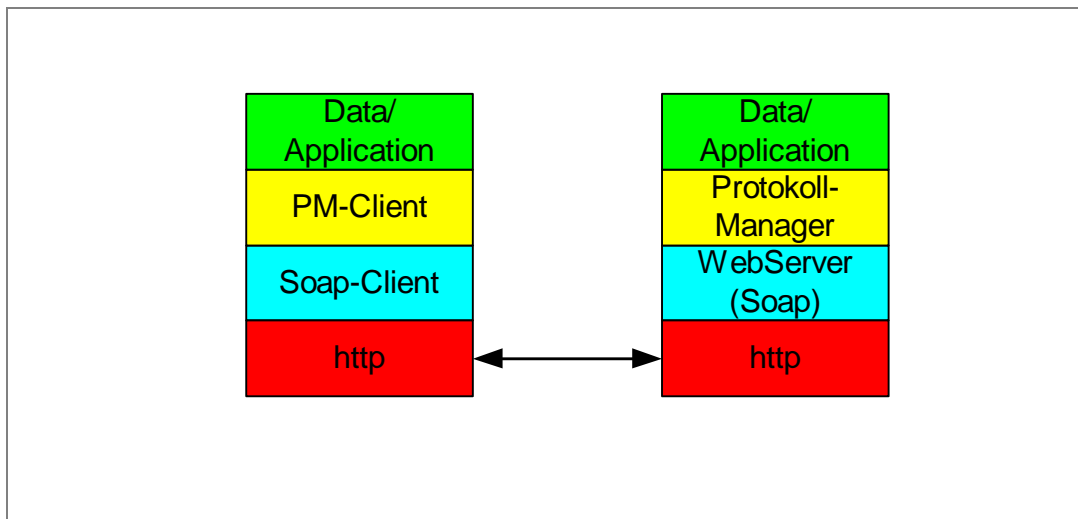 Data/
Application
PM-Client
Soap-Client
http
Data/
Application
Protokoll-
Manager
WebServer
(Soap)
http